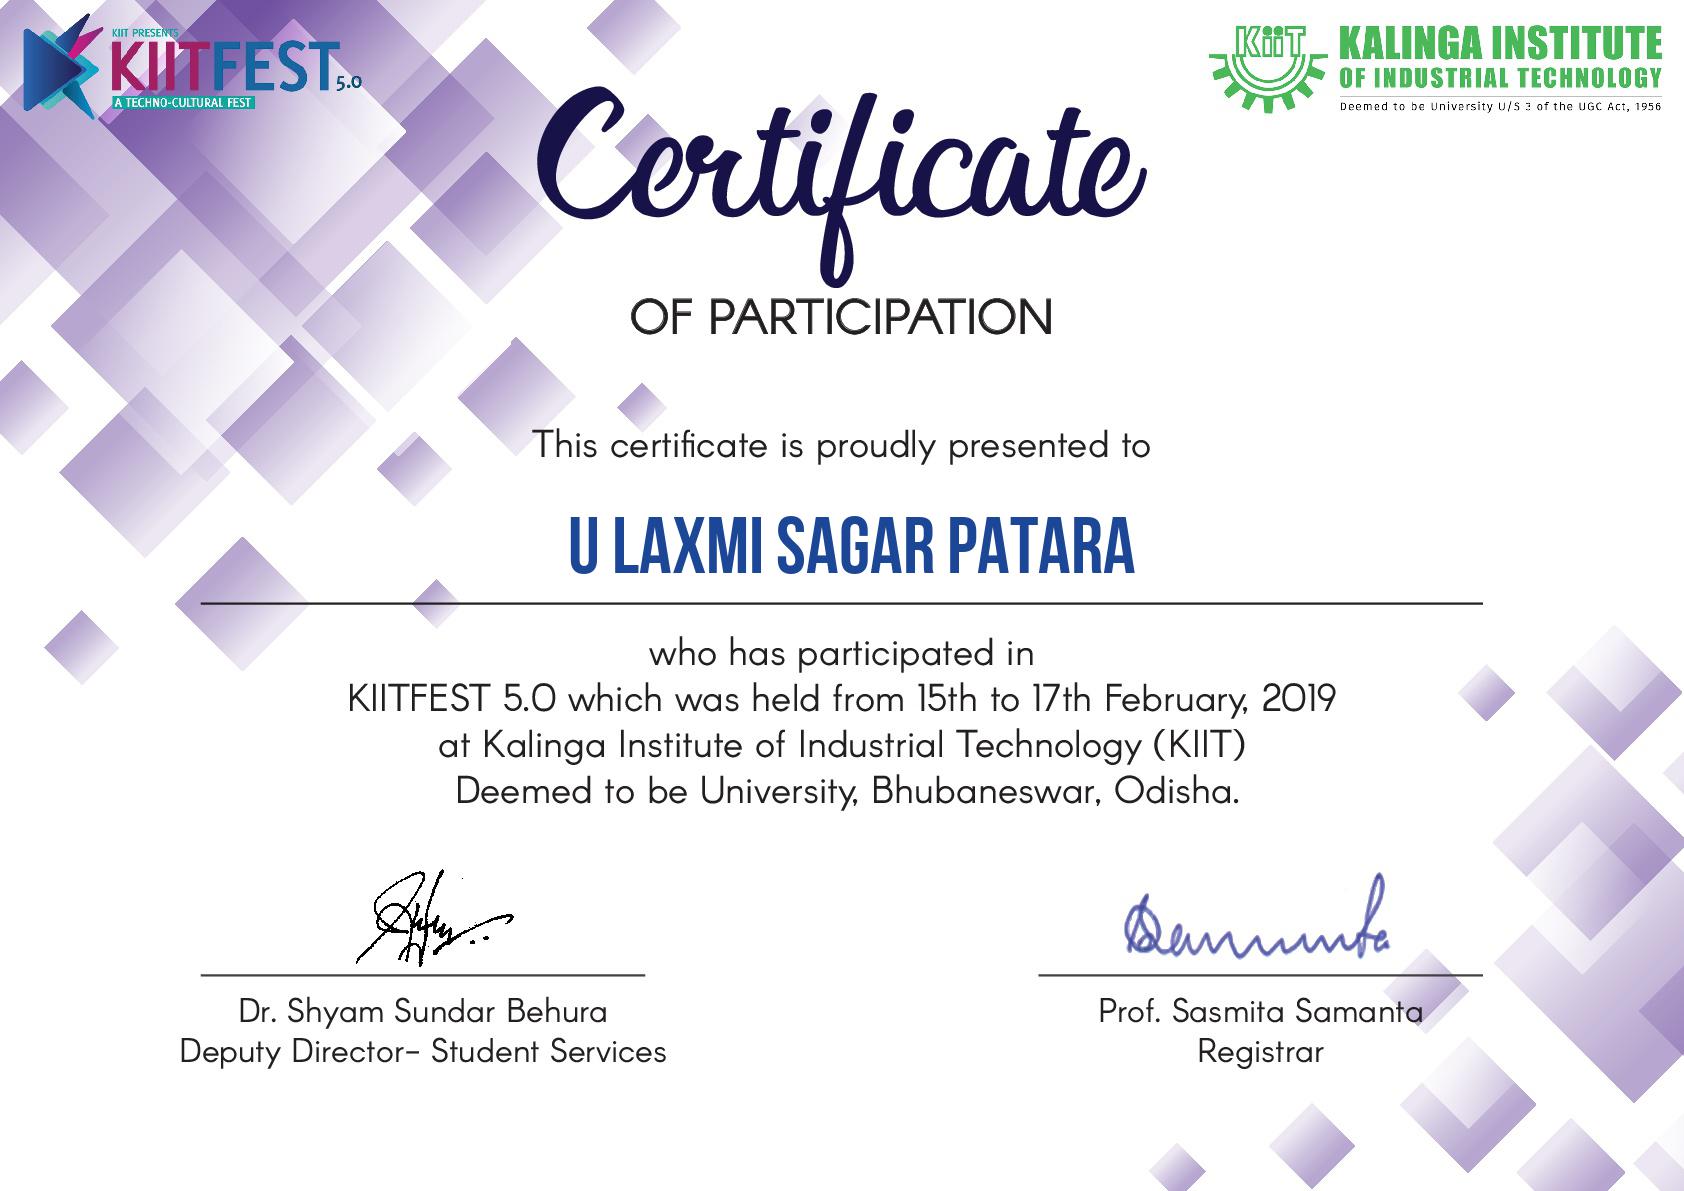 KIIT PRESENTS
KIITFEST 5.0
A TECHNO-CULTURAL FEST
KiiT
KALINGA INSTITUTE
OF INDUSTRIAL TECHNOLOGY
Deemed to be University U/S 3 of the UGC Act, 1956
Certificate
OF PARTICIPATION
This certificate is proudly presented to
U LAXMI SAGAR PATARA
who has participated in
KIITFEST 5.0 which was held from 15th to 17th February, 2019
at Kalinga Institute of Industrial Technology (KIIT)
Deemed to be University, Bhubaneswar, Odisha.
Dr. Shyam Sundar Behura
Deputy Director- Student Services
Prof. Sasmita Samanta
Registrar